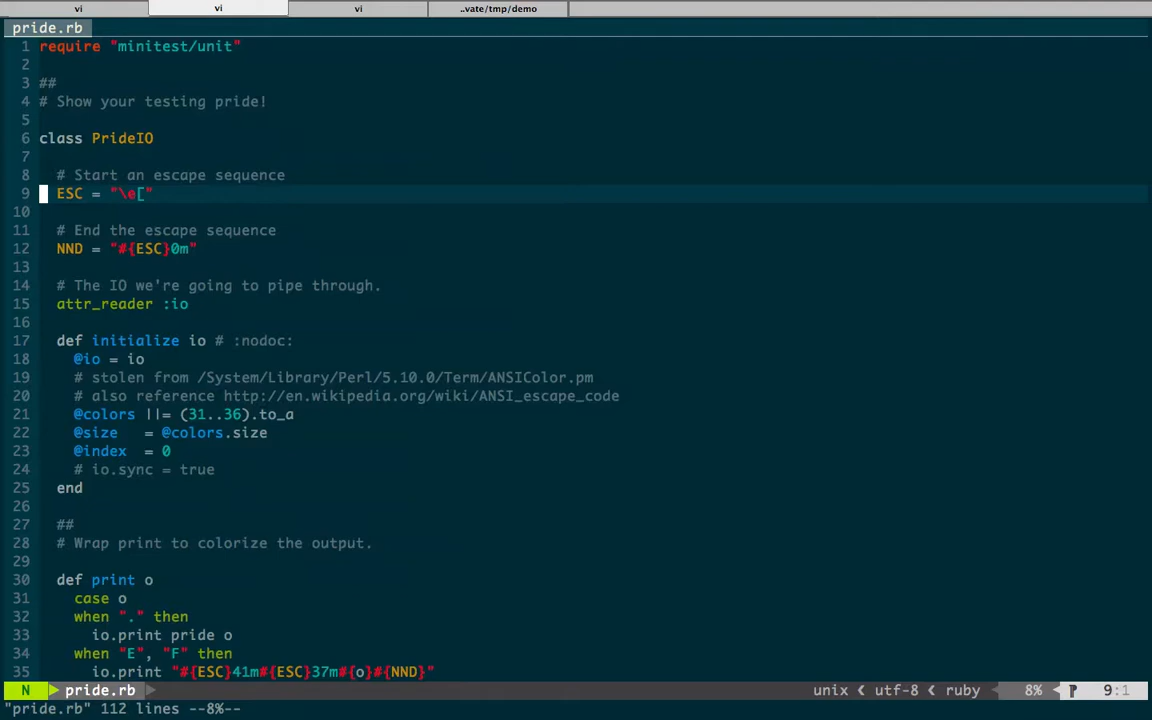 vi vi vi ..vate/tmp/demo
pride.rb
1 require "minitest/unit"
2
3 ##
4 # Show your testing pride!
5
6 class PrideIO
7
8 # Start an escape sequence
9 ESC = "\e["
10
11 # End the escape sequence
12 NND = "#{ESC}0m"
13
14 # The IO we're going to pipe through.
15 attr_reader :io
16
17 def initialize io # :nodoc:
18 @io = io
19 # stolen from /System/Library/Perl/5.10.0/Term/ANSIColor.pm
20 # also reference http://en.wikipedia.org/wiki/ANSI_escape_code
21 @colors ||= (31..36).to_a
22 @size = @colors.size
23 @index = 0
24 # io.sync = true
25 end
26
27 ##
28 # Wrap print to colorize the output.
29
30 def print o
31 case o
32 when "." then
33 io.print pride o
34 when "E", "F" then
35 io.print "#{ESC}41m#{ESC}37m#{o}#{NND}"
N pride.rb unix utf-8 ruby 8% 9:1
"pride.rb" 112 lines --8%--